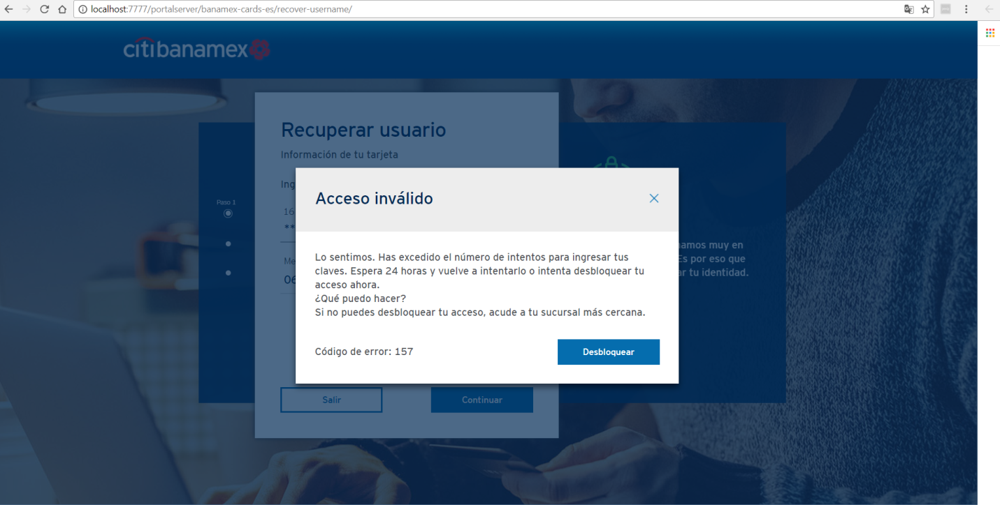 localhost:7777/portalserver/banamex-cards-es/recover-username/
citibanamex
Recuperar usuario
Información de tu tarjeta
Ing
Paso 1
16
**
Me
06
Acceso inválido
Lo sentimos. Has excedido el número de intentos para ingresar tus
claves. Espera 24 horas y vuelve a intentarlo o intenta desbloquear tu
acceso ahora.
¿Qué puedo hacer?
Si no puedes desbloquear tu acceso, acude a tu sucursal más cercana.
Código de error: 157
Desbloquear
amos muy en
Es por eso que
ar tu identidad.
Salir
Continuar